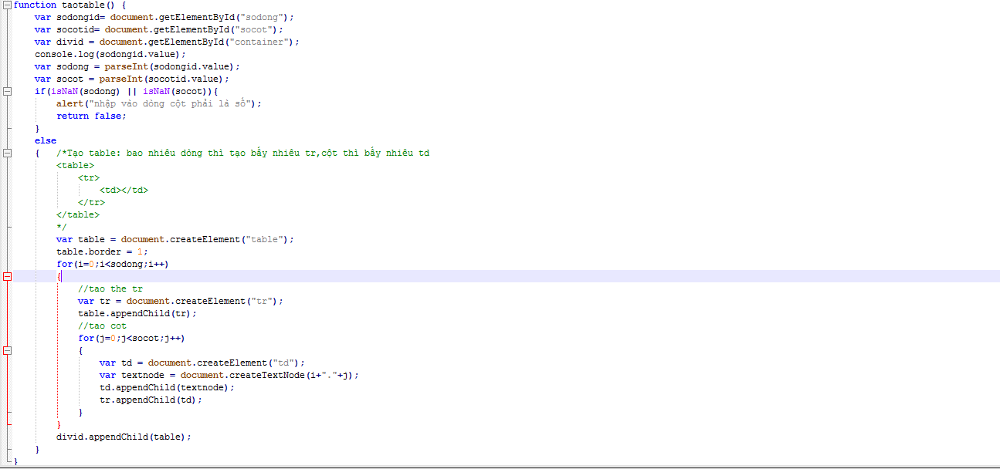 function taotable() {
    var sodongid= document.getElementById("sodong");
    var socotid= document.getElementById("socot");
    var divid = document.getElementById("container");
    console.log(sodongid.value);
    var sodong = parseInt(sodongid.value);
    var socot = parseInt(socotid.value);
    if(isNaN(sodong) || isNaN(socot)){
        alert("nhập vào dòng cột phải là số");
        return false;
    }
    else
    {   /*Tạo table: bao nhiêu dòng thì tạo bấy nhiêu tr,cột thì bấy nhiêu td
        <table>
            <tr>
                <td></td>
            </tr>
        </table>
        */
        var table = document.createElement("table");
        table.border = 1;
        for(i=0;i<sodong;i++)
        {
            //tao the tr
            var tr = document.createElement("tr");
            table.appendChild(tr);
            //tao cot
            for(j=0;j<socot;j++)
            {
                var td = document.createElement("td");
                var textnode = document.createTextNode(i+"."+j);
                td.appendChild(textnode);
                tr.appendChild(td);
            }
        }
        divid.appendChild(table);
    }
}